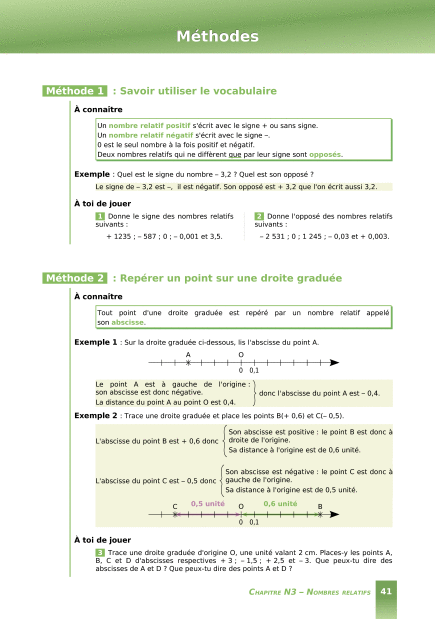 Méthodes
Méthode 1 : Savoir utiliser le vocabulaire
À connaître
Un nombre relatif positif s'écrit avec le signe + ou sans signe.
Un nombre relatif négatif s'écrit avec le signe –.
0 est le seul nombre à la fois positif et négatif.
Deux nombres relatifs qui ne diffèrent que par leur signe sont opposés.
Exemple : Quel est le signe du nombre – 3,2 ? Quel est son opposé ?
Le signe de – 3,2 est –, il est négatif. Son opposé est + 3,2 que l'on écrit aussi 3,2.
À toi de jouer
1 Donne le signe des nombres relatifs
suivants :
+ 1235 ; – 587 ; 0 ; – 0,001 et 3,5.
2 Donne l'opposé des nombres relatifs
suivants :
– 2 531 ; 0 ; 1 245 ; – 0,03 et + 0,003.
Méthode 2 : Repérer un point sur une droite graduée
À connaître
Tout point d'une droite graduée est repéré par un nombre relatif appelé
son abscisse.
Exemple 1 : Sur la droite graduée ci-dessous, lis l'abscisse du point A.
A O
0 0,1
Le point A est à gauche de l'origine :
son abscisse est donc négative.
La distance du point A au point O est 0,4.
donc l'abscisse du point A est – 0,4.
Exemple 2 : Trace une droite graduée et place les points B(+ 0,6) et C(– 0,5).
L'abscisse du point B est + 0,6 donc
Son abscisse est positive : le point B est donc à
droite de l'origine.
Sa distance à l'origine est de 0,6 unité.
L'abscisse du point C est – 0,5 donc
Son abscisse est négative : le point C est donc à
gauche de l'origine.
Sa distance à l'origine est de 0,5 unité.
C 0,5 unité O 0,6 unité B
0 0,1
À toi de jouer
3 Trace une droite graduée d'origine O, une unité valant 2 cm. Places-y les points A,
B, C et D d'abscisses respectives + 3 ; – 1,5 ; + 2,5 et – 3. Que peux-tu dire des
abscisses de A et D ? Que peux-tu dire des points A et D ?
Chapitre N3 – Nombres relatifs 41